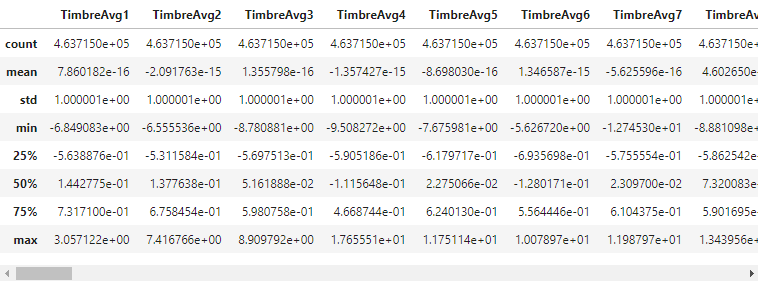 TimbreAvg1 TimbreAvg2 TimbreAvg3 TimbreAvg4 TimbreAvg5 TimbreAvg6 TimbreAvg7 TimbreAv
count 4.637150e+05 4.637150e+05 4.637150e+05 4.637150e+05 4.637150e+05 4.637150e+05 4.637150e+05 4.637150e+
mean 7.860182e-16 -2.091763e-15 1.355798e-16 -1.357427e-15 -8.698030e-16 1.346587e-15 -5.625596e-16 4.602650e-
std 1.000001e+00 1.000001e+00 1.000001e+00 1.000001e+00 1.000001e+00 1.000001e+00 1.000001e+00 1.000001e+
min -6.849083e+00 -6.555536e+00 -8.780881e+00 -9.508272e+00 -7.675981e+00 -5.626720e+00 -1.274530e+01 -8.881098e+
25% -5.638876e-01 -5.311584e-01 -5.697513e-01 -5.905186e-01 -6.179717e-01 -6.935698e-01 -5.755554e-01 -5.862542e-
50% 1.442775e-01 1.377638e-01 5.161888e-02 -1.115648e-01 2.275066e-02 -1.280171e-01 2.309700e-02 7.320083e-
75% 7.317100e-01 6.758454e-01 5.980758e-01 4.668744e-01 6.240130e-01 5.564446e-01 6.104375e-01 5.901695e-
max 3.057122e+00 7.416766e+00 8.909792e+00 1.765551e+01 1.175114e+01 1.007897e+01 1.198791e+01 1.343956e+